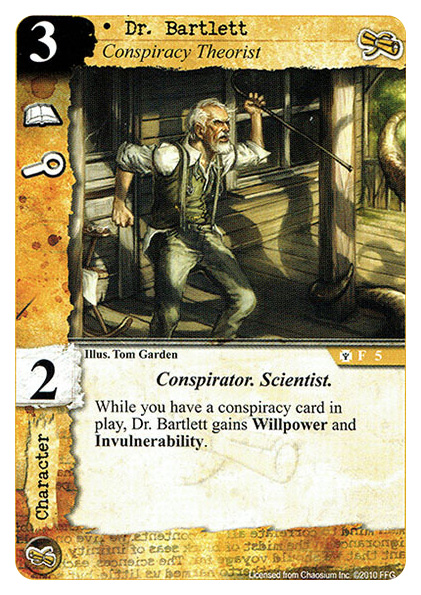 3
• Dr. Bartlett
Conspiracy Theorist
Illus. Tom Garden
F 5
2
Conspirator. Scientist.
While you have a conspiracy card in
play, Dr. Bartlett gains Willpower and
Invulnerability.
Character
Licensed from Chaosium Inc. ©2010 FFG